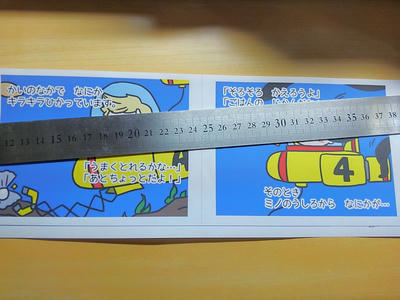 かいのなかで なにか
キラキラひかっています。
「うまくとれるかな…」
「あとちょっとだよ！」
「そろそろ かえろうよ」
「ごはんの
4
そのとき
ミノのうしろから なにかが…
12 13 14 15 16 17 18 19 20 21 22 23 24 25 26 27 28 29 30 31 32 33 34 35 36 37 38